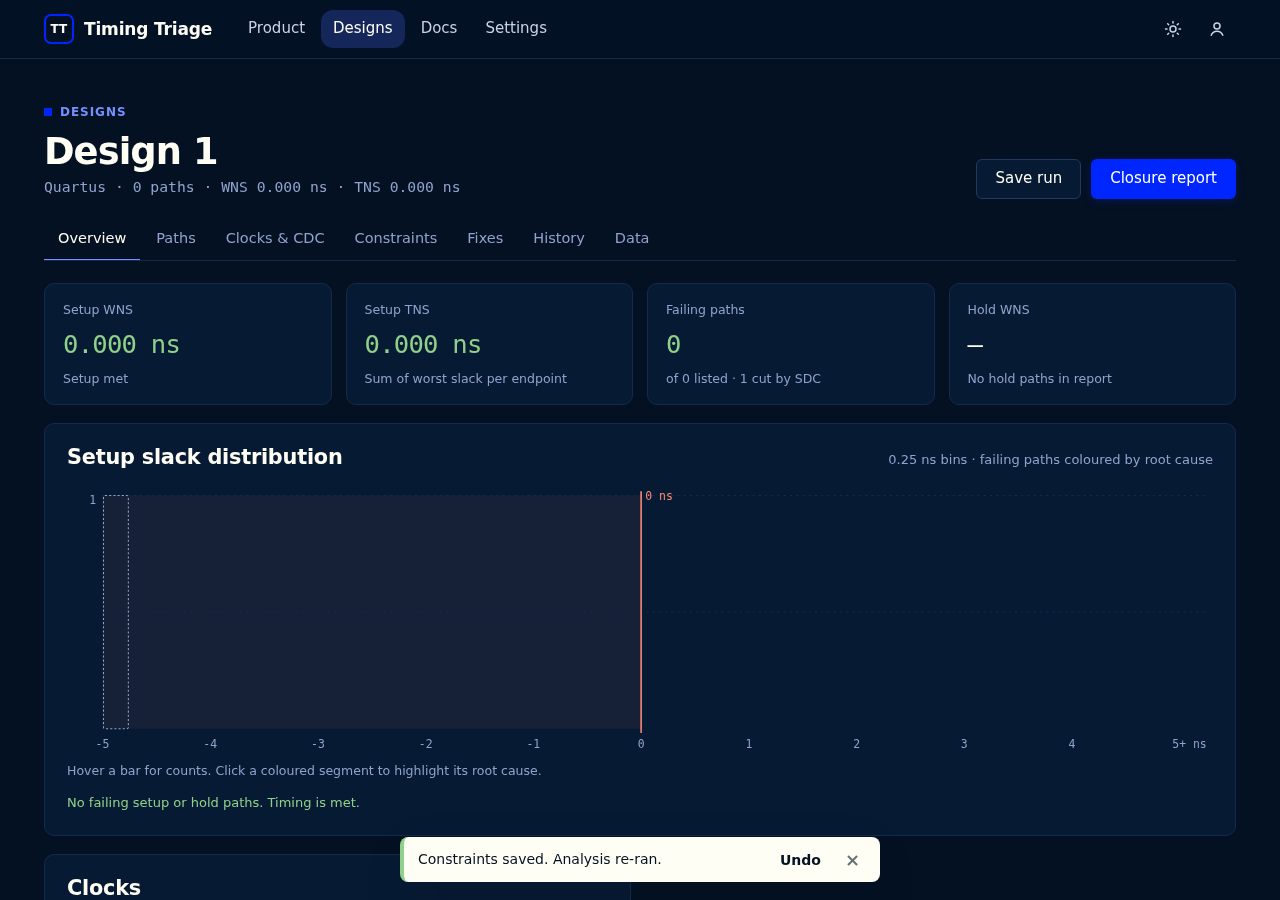 TT Timing Triage Product Designs Docs Settings
DESIGNS
Design 1
Quartus · 0 paths · WNS 0.000 ns · TNS 0.000 ns
Save run Closure report
Overview Paths Clocks & CDC Constraints Fixes History Data
Setup WNS
0.000 ns
Setup met
Setup TNS
0.000 ns
Sum of worst slack per endpoint
Failing paths
0
of 0 listed · 1 cut by SDC
Hold WNS
—
No hold paths in report
Setup slack distribution
0.25 ns bins · failing paths coloured by root cause
1
0 ns
-5 -4 -3 -2 -1 0 1 2 3 4 5+ ns
Hover a bar for counts. Click a coloured segment to highlight its root cause.
No failing setup or hold paths. Timing is met.
Constraints saved. Analysis re-ran. Undo ×
Clocks